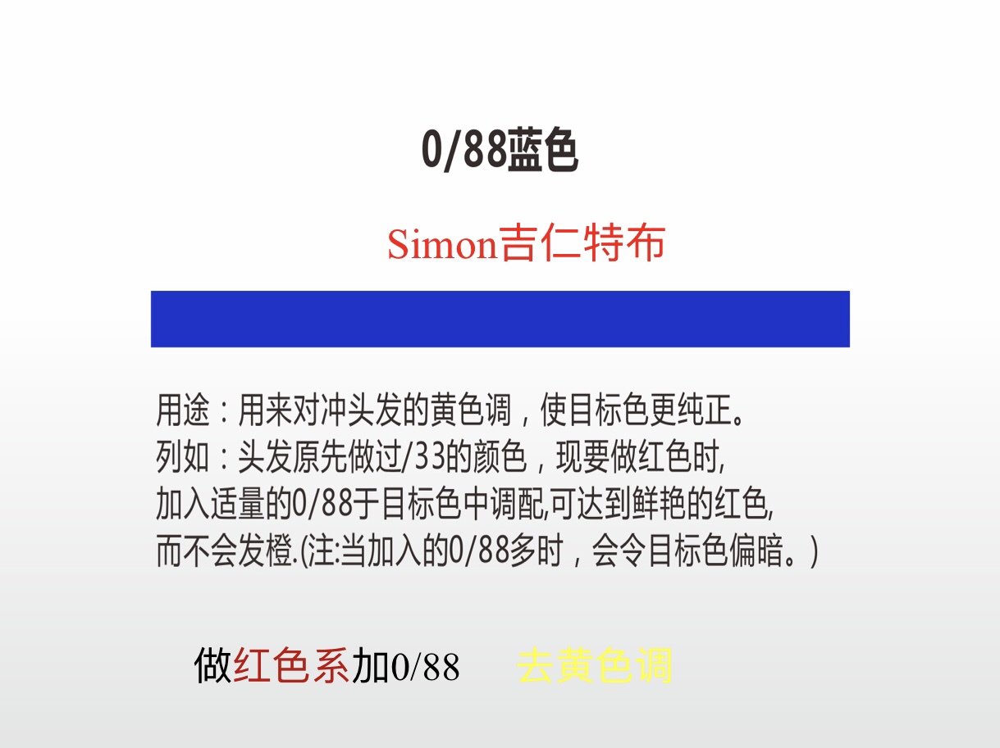 0/88蓝色
Simon吉仁特布
用途：用来对冲头发的黄色调，使目标色更纯正。
列如：头发原先做过/33的颜色，现要做红色时,
加入适量的0/88于目标色中调配,可达到鲜艳的红色,
而不会发橙.(注:当加入的0/88多时，会令目标色偏暗。)
做红色系加0/88 去黄色调